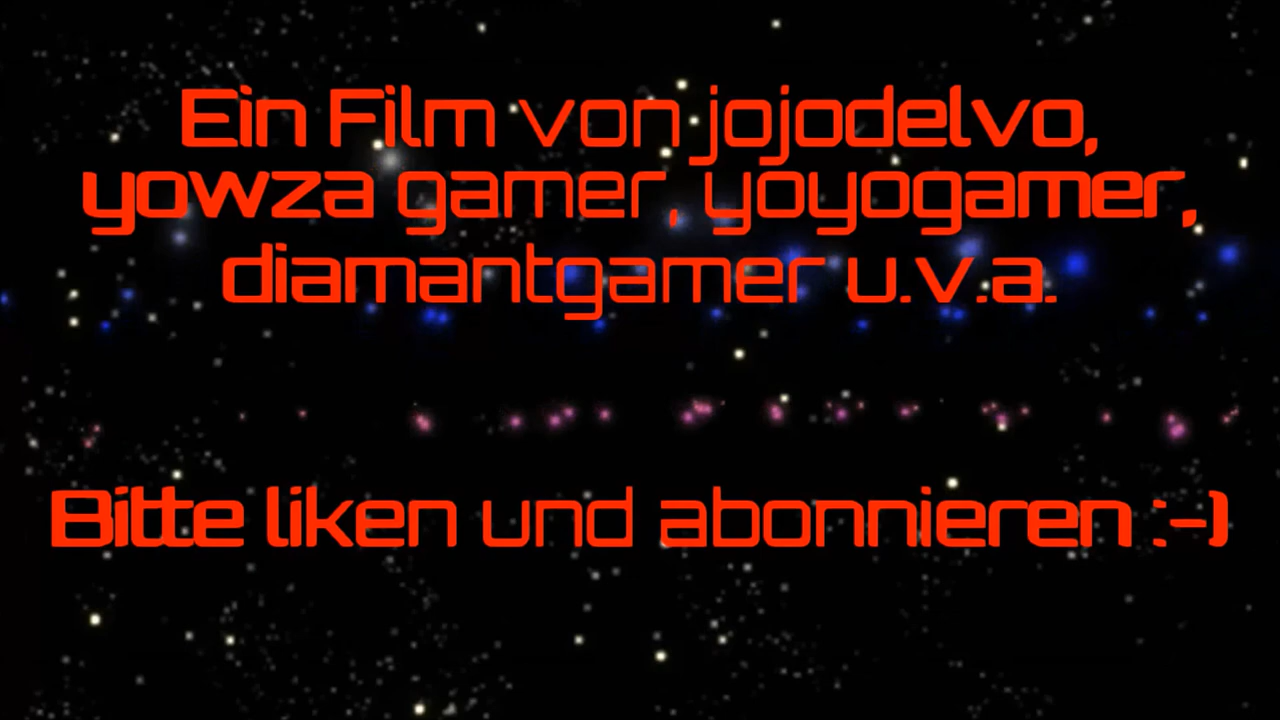 Ein Film von jojodelvo,
yowza gamer, yoyogamer,
diamantgamer u.v.a.
Bitte liken und abonnieren :-)